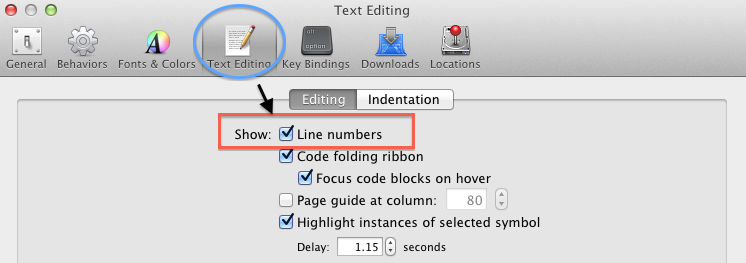 Text Editing
General Behaviors Fonts & Colors Text Editing Key Bindings Downloads Locations
alt
option
Editing Indentation
Show: Line numbers
Code folding ribbon
Focus code blocks on hover
Page guide at column: 80
Highlight instances of selected symbol
Delay: 1.15 seconds